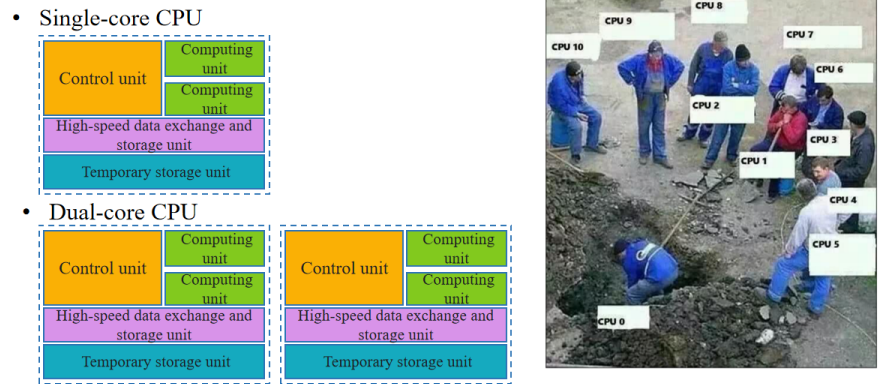 • Single-core CPU
Control unit
Computing
unit
Computing
unit
High-speed data exchange and
storage unit
Temporary storage unit
• Dual-core CPU
Control unit
Computing
unit
Computing
unit
High-speed data exchange and
storage unit
Temporary storage unit
Control unit
Computing
unit
Computing
unit
High-speed data exchange and
storage unit
Temporary storage unit
CPU 8
CPU 9
CPU 7
CPU 10
CPU 6
CPU 2
CPU 3
CPU 1
CPU 4
CPU 5
CPU 0